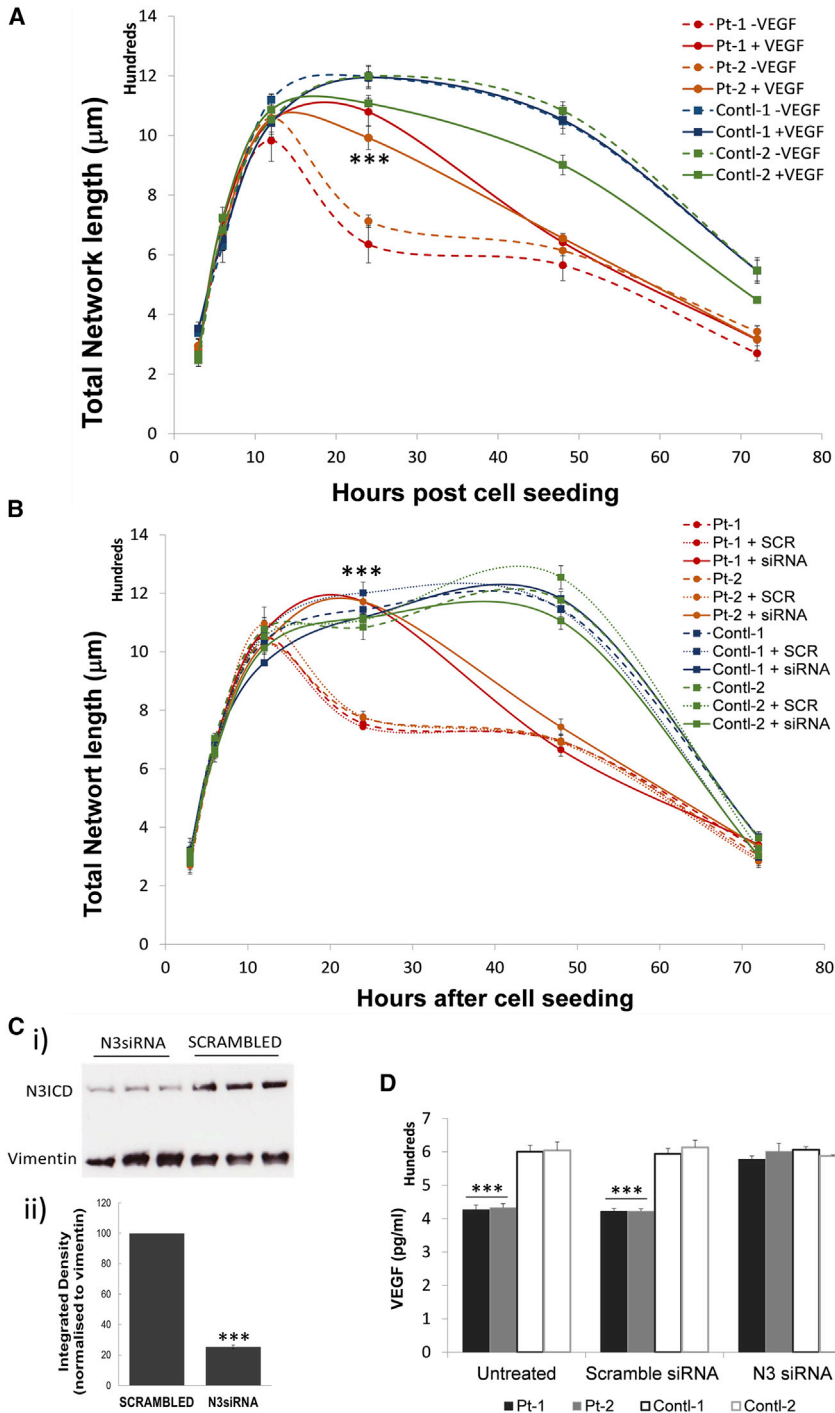 A
Hundreds
Total Network length (µm)
14
12
10
8
6
4
2
0
***
0 10 20 30 40 50 60 70 80
Hours post cell seeding
Pt-1 -VEGF
Pt-1 + VEGF
Pt-2 -VEGF
Pt-2 + VEGF
Contl-1 -VEGF
Contl-1 +VEGF
Contl-2 -VEGF
Contl-2 +VEGF
B
Hundreds
Total Networt length (µm)
14
12
10
8
6
4
2
0
***
0 10 20 30 40 50 60 70 80
Hours after cell seeding
Pt-1
Pt-1 + SCR
Pt-1 + siRNA
Pt-2
Pt-2 + SCR
Pt-2 + siRNA
Contl-1
Contl-1 + SCR
Contl-1 + siRNA
Contl-2
Contl-2 + SCR
Contl-2 + siRNA
C
i)
N3siRNA SCRAMBLED
N3ICD
Vimentin
ii)
Integrated Density
(normalised to vimentin)
120
100
80
60
40
20
0
***
SCRAMBLED N3siRNA
D
Hundreds
VEGF (pg/ml)
7
6
5
4
3
2
1
0
*** ***
Untreated Scramble siRNA N3 siRNA
Pt-1 Pt-2 Contl-1 Contl-2